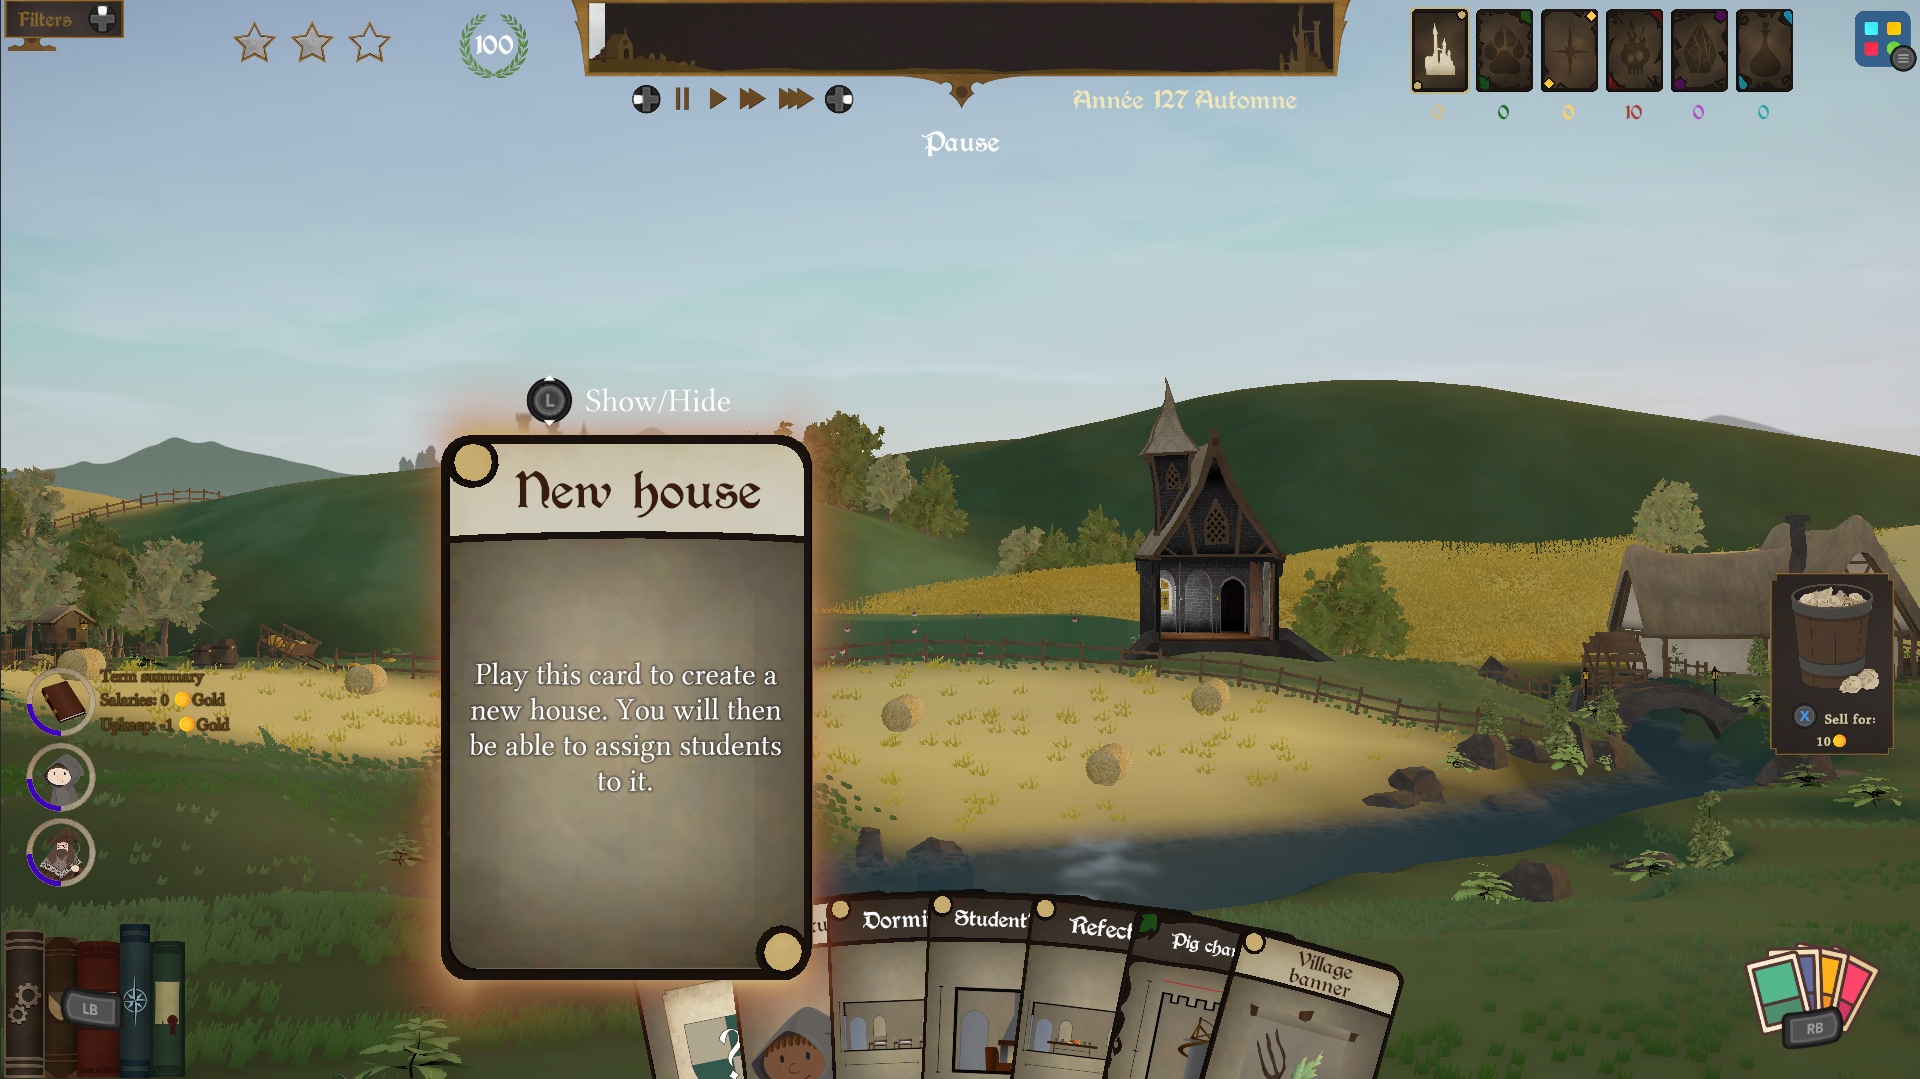 Filters
100
Année 127 Automne
Pause
0
0
0
10
0
0
L
Show/Hide
New house
Play this card to create a
new house. You will then
be able to assign students
to it.
Term summary
Salaries: 0 Gold
Upkeep: -1 Gold
X Sell for:
10
LB
Dormi
Student
Refect
Pig cha
Village
banner
?
RB